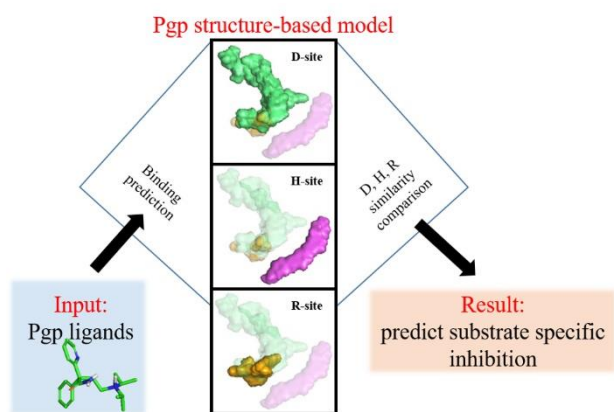 Pgp structure-based model
D-site
Binding
prediction
H-site
D, H, R
similarity
comparison
R-site
Input:
Pgp ligands
Result:
predict substrate specific
inhibition